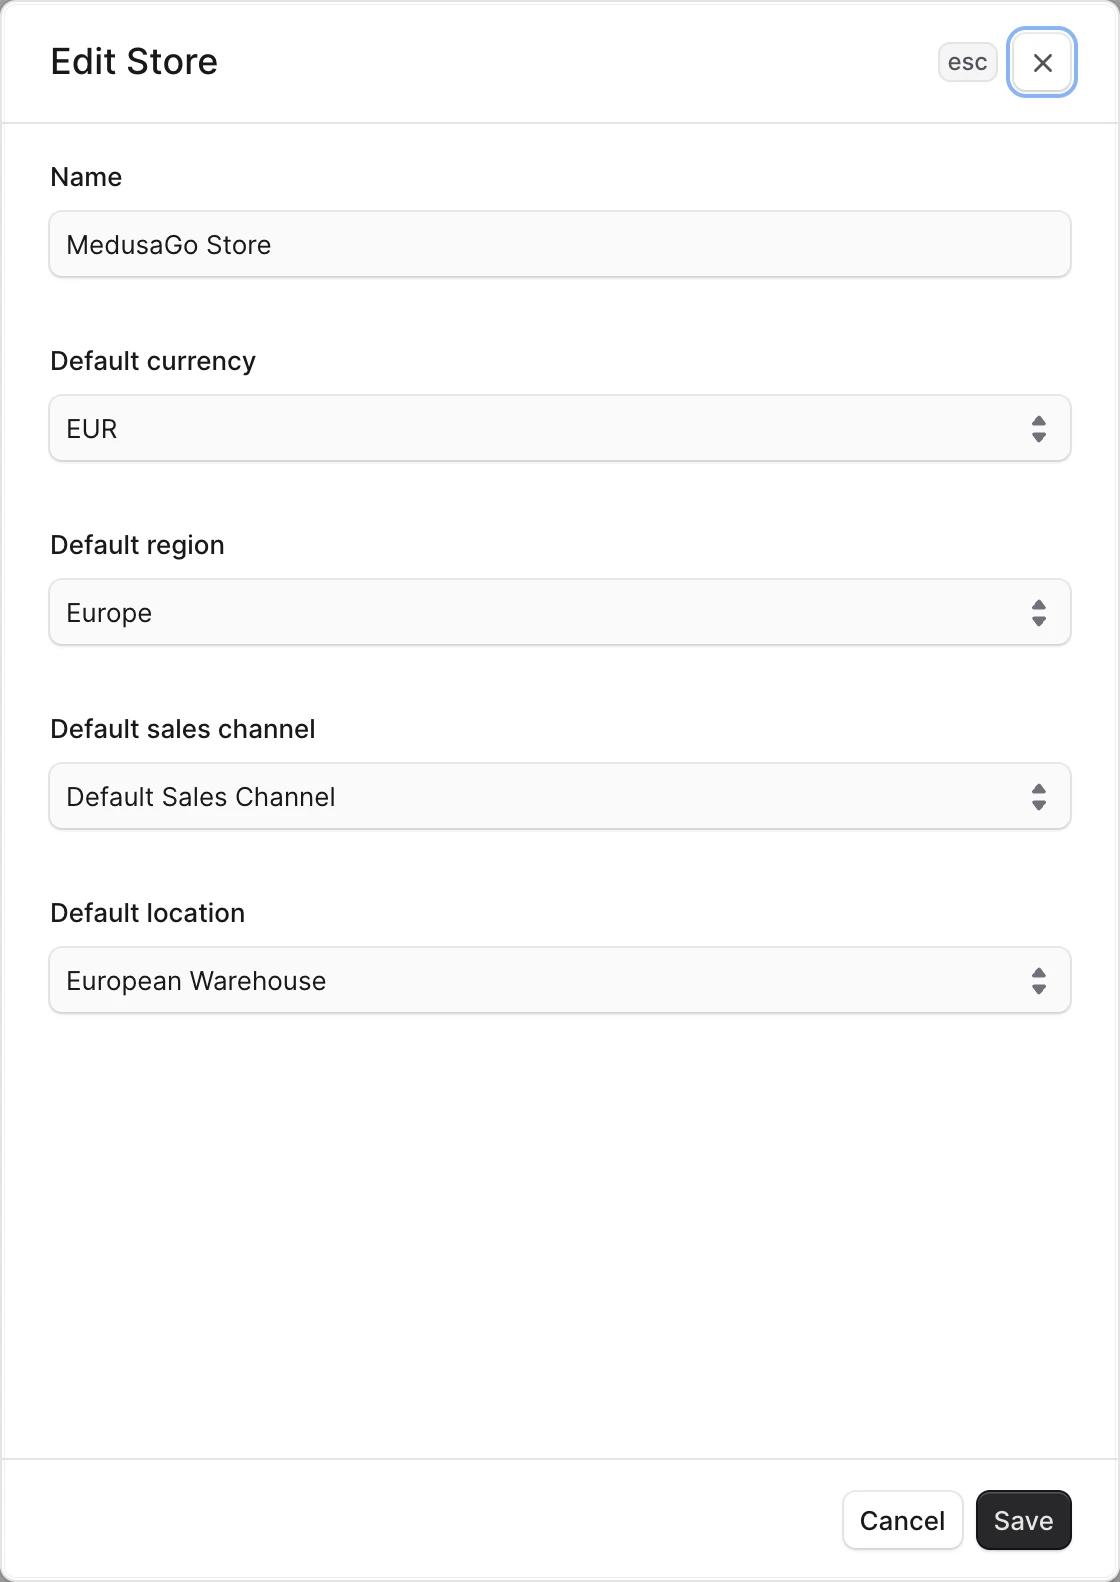 Edit Store
esc
Name
MedusaGo Store
Default currency
EUR
Default region
Europe
Default sales channel
Default Sales Channel
Default location
European Warehouse
Cancel
Save